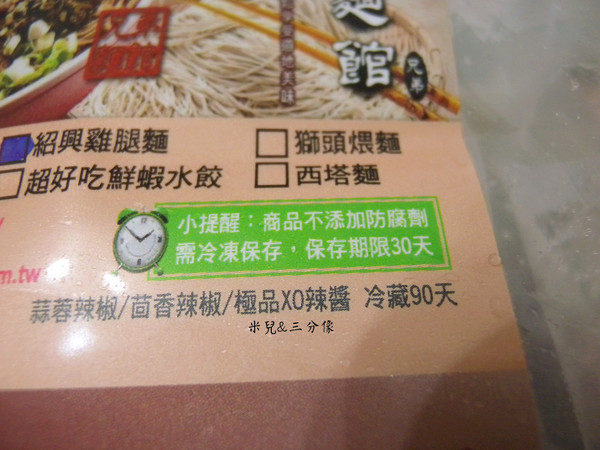 麵館
兄弟
紹興雞腿麵
獅頭煨麵
超好吃鮮蝦水餃
西塔麵
小提醒：商品不添加防腐劑
需冷凍保存，保存期限30天
m.tw
蒜蓉辣椒/茴香辣椒/極品XO辣醬 冷藏90天
米兒&三分像